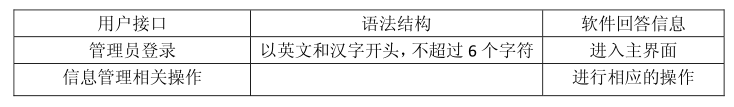 用户接口 语法结构 软件回答信息
管理员登录 以英文和汉字开头，不超过 6 个字符 进入主界面
信息管理相关操作 进行相应的操作